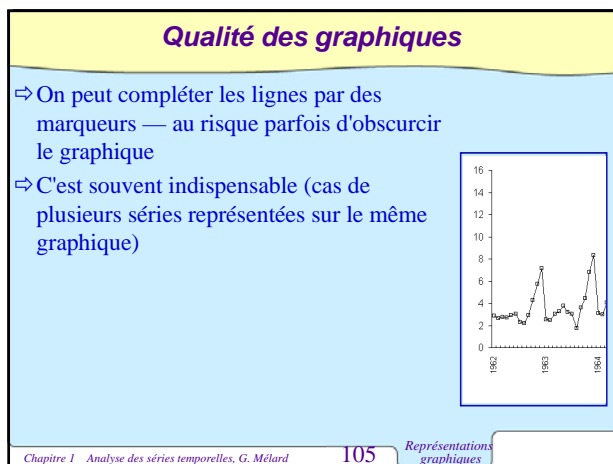 Qualité des graphiques
⇨ On peut compléter les lignes par des
marqueurs — au risque parfois d'obscurcir
le graphique
⇨ C'est souvent indispensable (cas de
plusieurs séries représentées sur le même
graphique)
16
14
12
10
8
6
4
2
0
1962
1963
1964
Chapitre 1 Analyse des séries temporelles, G. Mélard
105
Représentations
graphiques